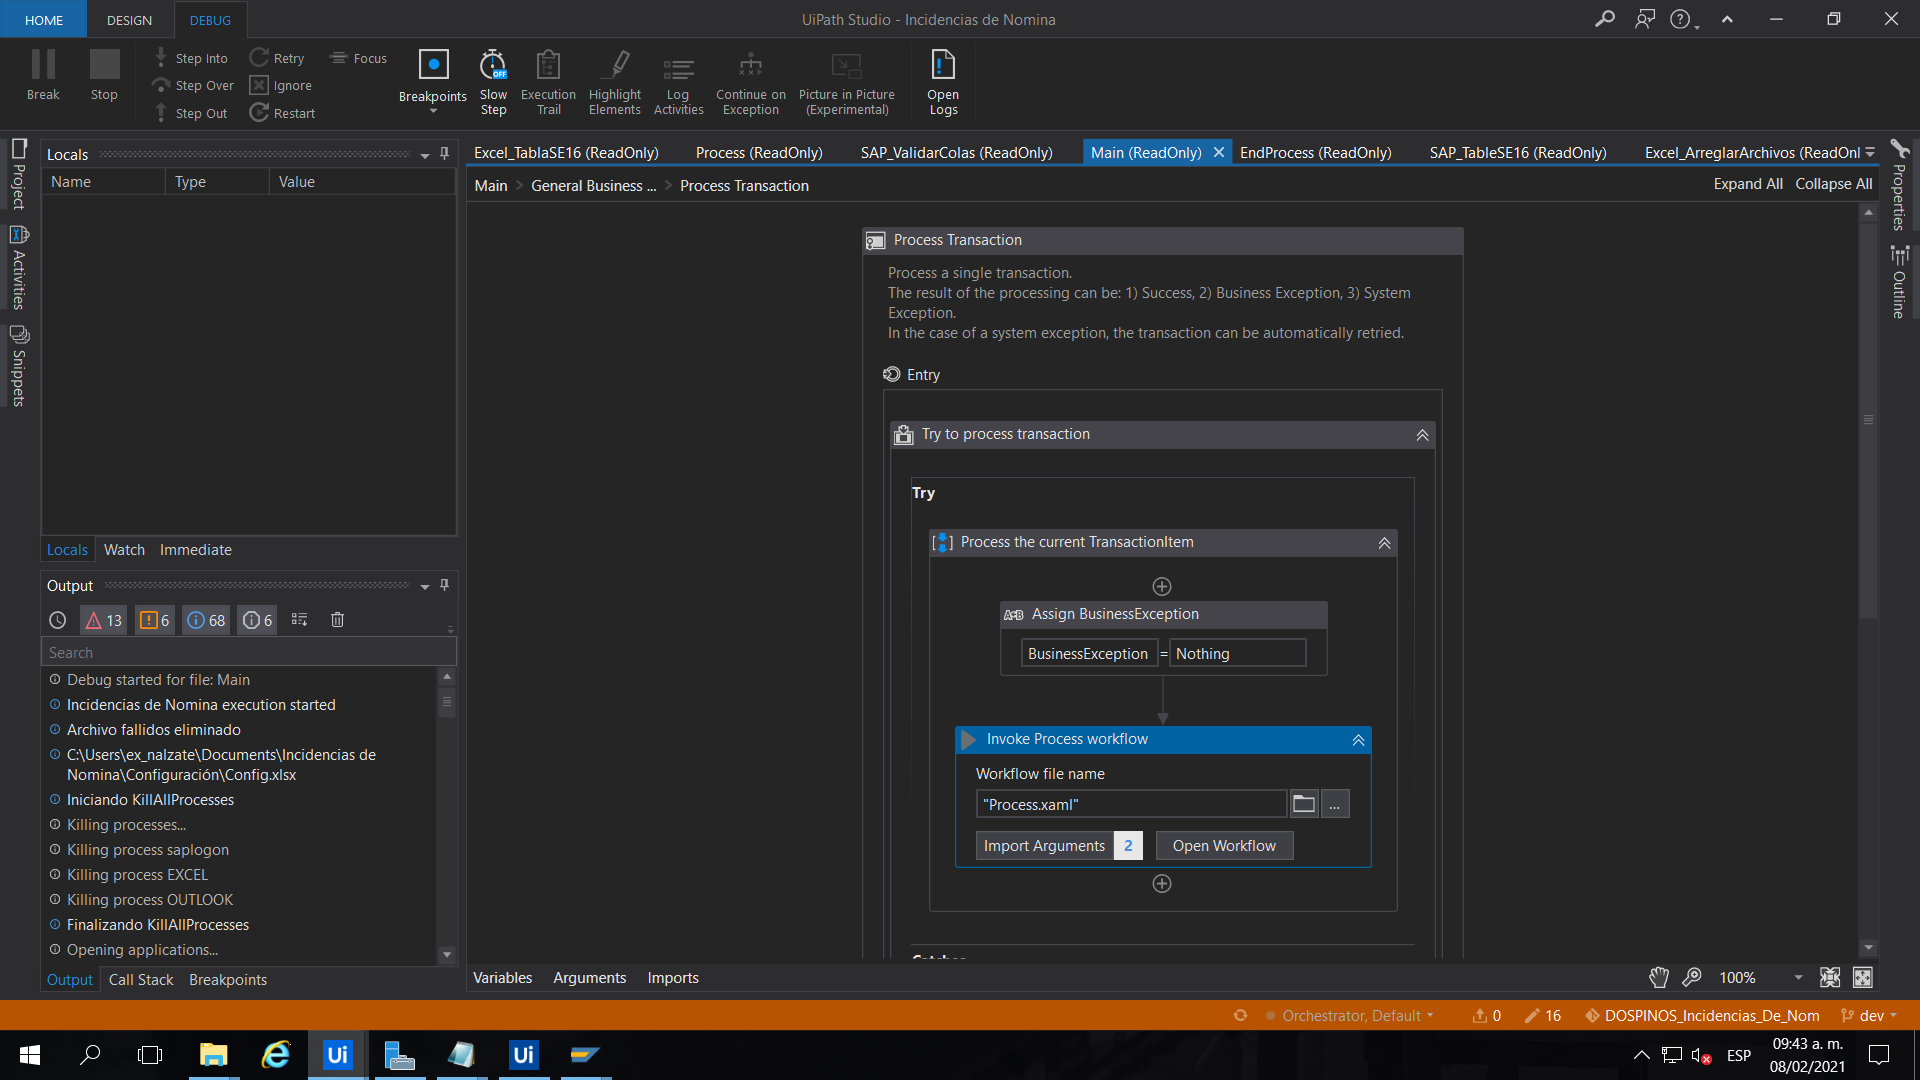 HOME
DESIGN
DEBUG
UiPath Studio - Incidencias de Nomina
Break
Stop
Step Into
Step Over
Step Out
Retry
Ignore
Restart
Focus
Breakpoints
Slow
Step
OFF
Execution
Trail
Highlight
Elements
Log
Activities
Continue on
Exception
Picture in Picture
(Experimental)
Open
Logs
Project
Activities
Snippets
Locals
Name
Type
Value
Locals
Watch
Immediate
Output
13
6
68
6
Search
Debug started for file: Main
Incidencias de Nomina execution started
Archivo fallidos eliminado
C:\Users\ex_nalzate\Documents\Incidencias de
Nomina\Configuración\Config.xlsx
Iniciando KillAllProcesses
Killing processes...
Killing process saplogon
Killing process EXCEL
Killing process OUTLOOK
Finalizando KillAllProcesses
Opening applications...
Output
Call Stack
Breakpoints
Excel_TablaSE16 (ReadOnly)
Process (ReadOnly)
SAP_ValidarColas (ReadOnly)
Main (ReadOnly)
EndProcess (ReadOnly)
SAP_TableSE16 (ReadOnly)
Excel_ArreglarArchivos (ReadOnl
Main > General Business ... > Process Transaction
Expand All
Collapse All
Process Transaction
Process a single transaction.
The result of the processing can be: 1) Success, 2) Business Exception, 3) System
Exception.
In the case of a system exception, the transaction can be automatically retried.
Entry
Try to process transaction
Try
Process the current TransactionItem
A+B Assign BusinessException
BusinessException = Nothing
Invoke Process workflow
Workflow file name
"Process.xaml"
...
Import Arguments 2
Open Workflow
Catches
Variables
Arguments
Imports
100%
Properties
Outline
Orchestrator, Default
0
16
DOSPINOS_Incidencias_De_Nom
dev
Ui
Ui
ESP
09:43 a. m.
08/02/2021